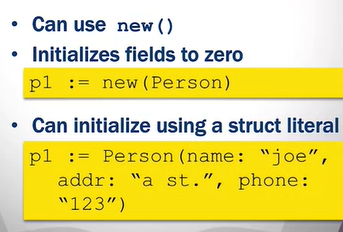 • Can use new()
• Initializes fields to zero
p1 := new(Person)
• Can initialize using a struct literal
p1 := Person(name: “joe”,
addr: “a st.”, phone:
“123”)